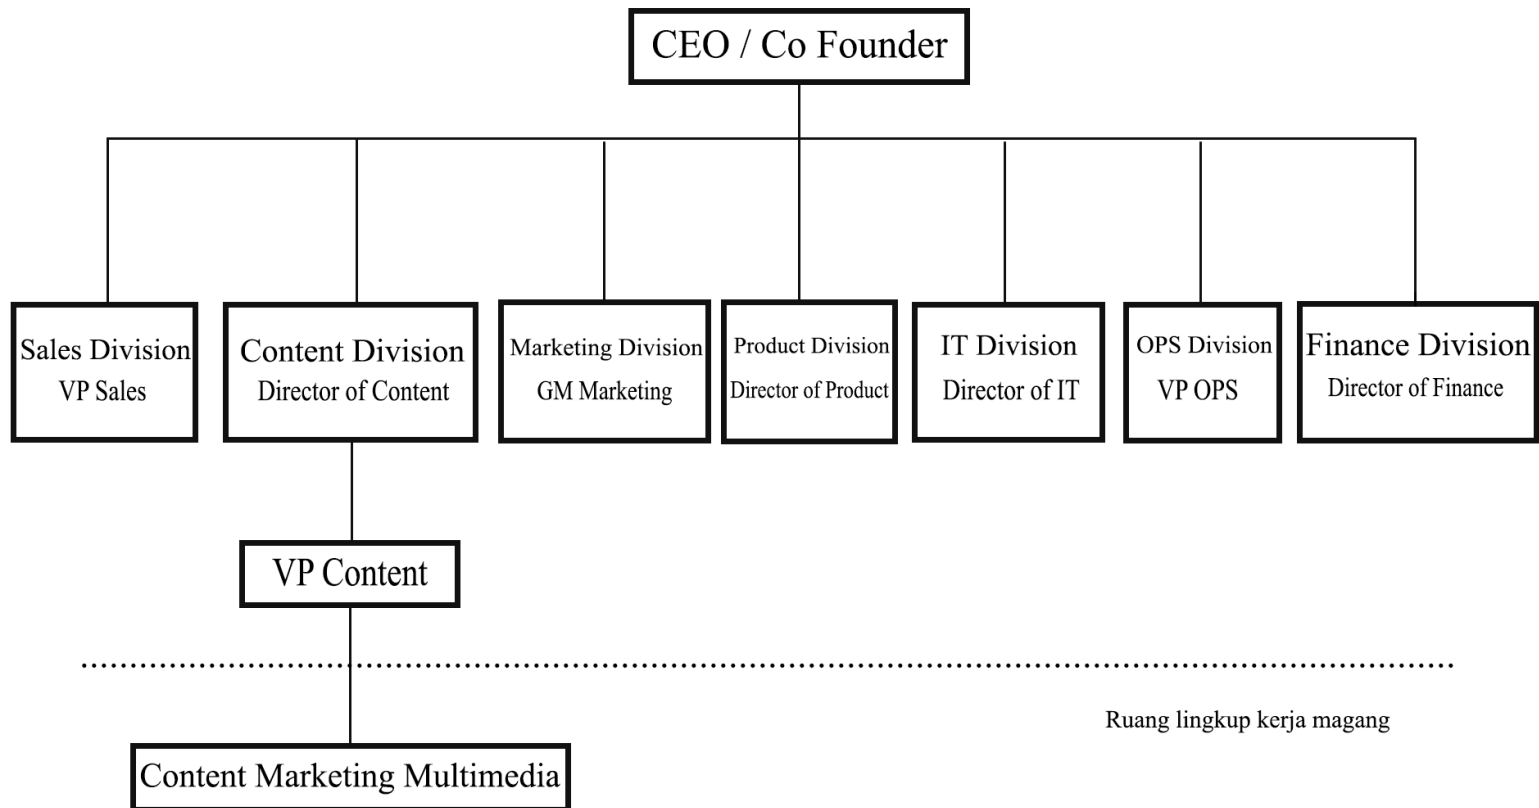 CEO / Co Founder
Sales Division
VP Sales
Content Division
Director of Content
Marketing Division
GM Marketing
Product Division
Director of Product
IT Division
Director of IT
OPS Division
VP OPS
Finance Division
Director of Finance
VP Content
Ruang lingkup kerja magang
Content Marketing Multimedia